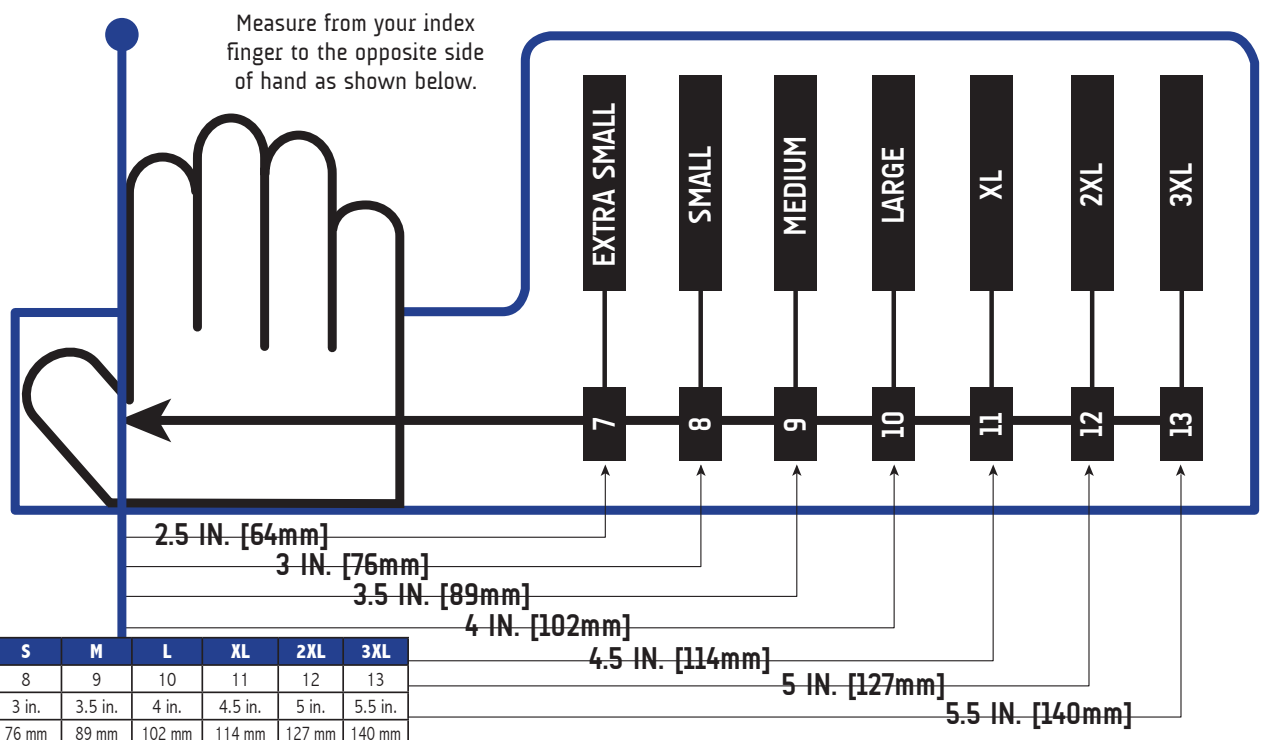 Measure from your index
finger to the opposite side
of hand as shown below.
EXTRA SMALL
SMALL
MEDIUM
LARGE
XL
2XL
3XL
7
8
9
10
11
12
13
2.5 IN. [64mm]
3 IN. [76mm]
3.5 IN. [89mm]
4 IN. [102mm]
4.5 IN. [114mm]
5 IN. [127mm]
5.5 IN. [140mm]
S M L XL 2XL 3XL
8 9 10 11 12 13
3 in. 3.5 in. 4 in. 4.5 in. 5 in. 5.5 in.
76 mm 89 mm 102 mm 114 mm 127 mm 140 mm